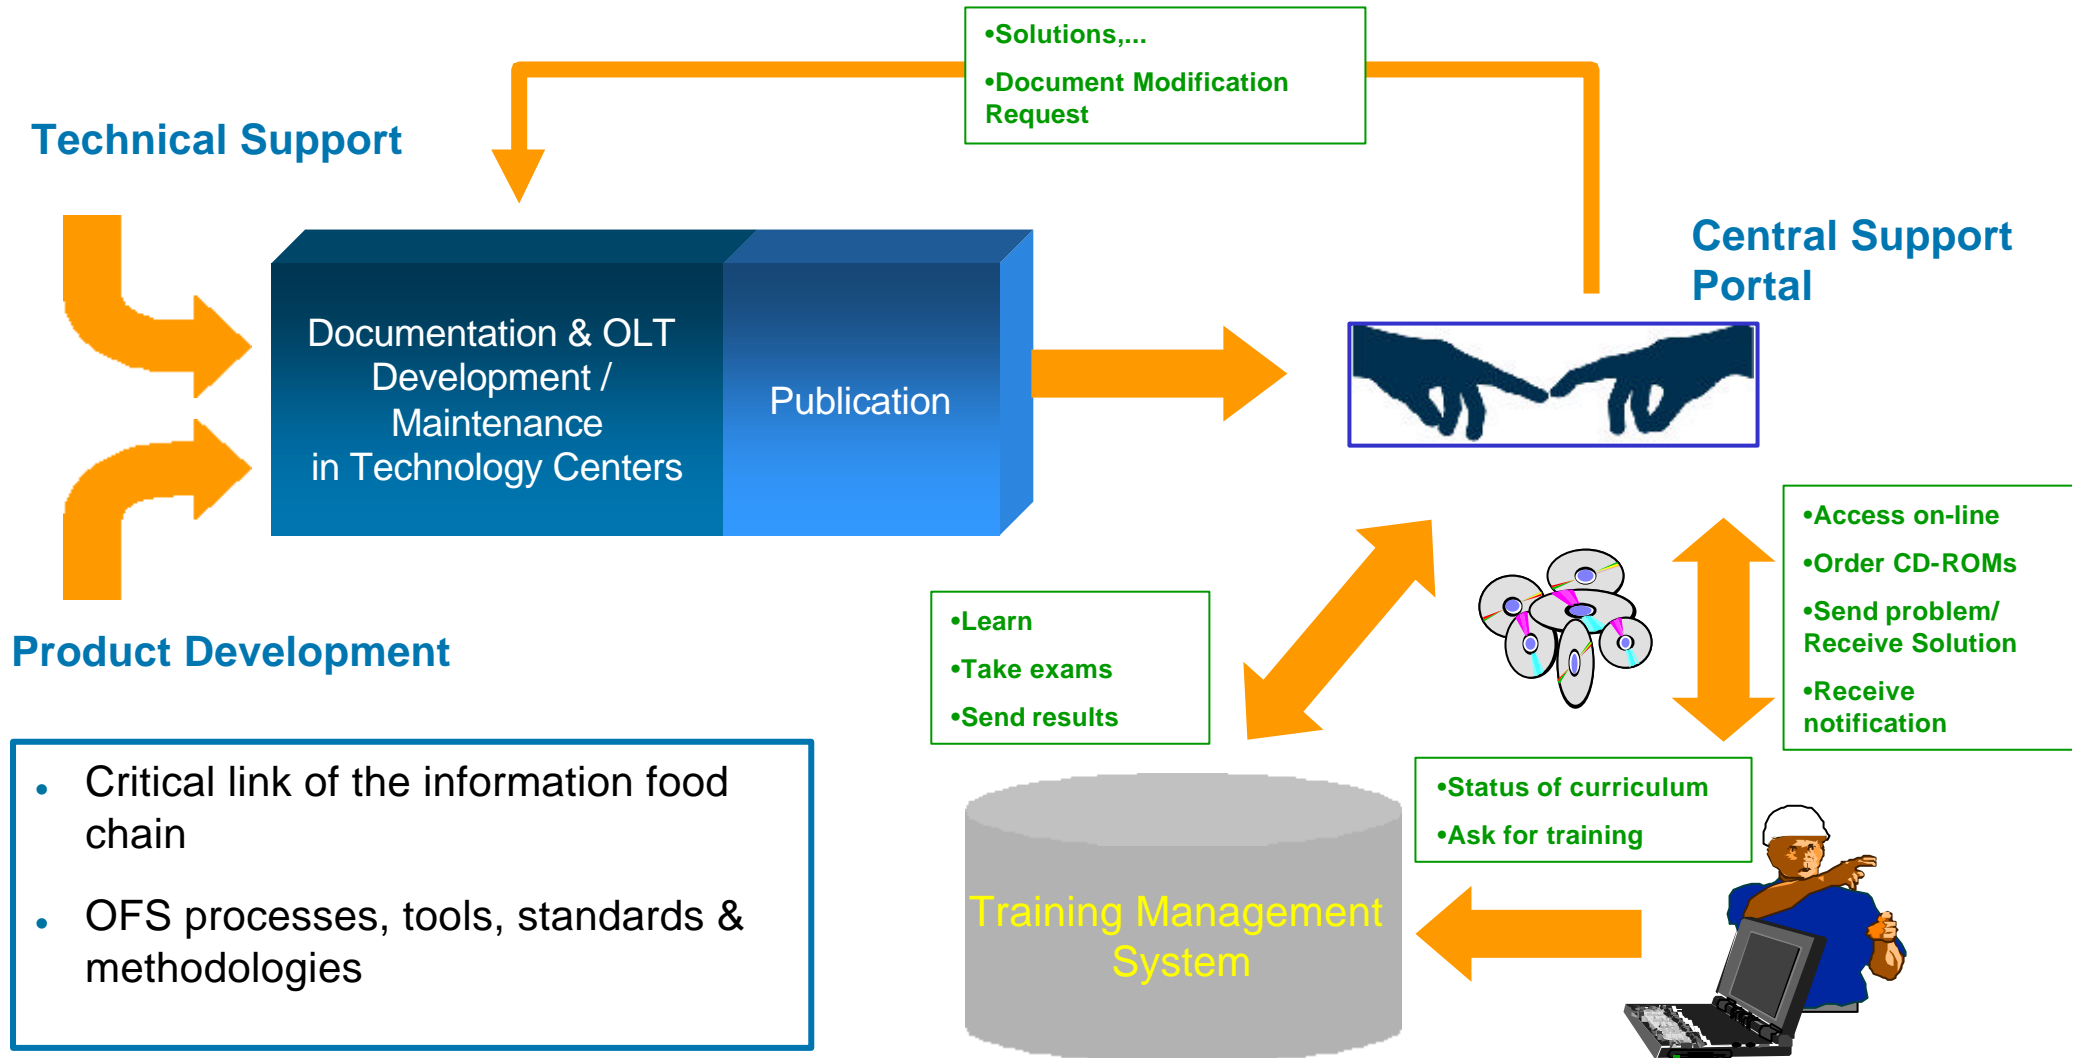 •Solutions,...
•Document Modification
Request
Technical Support
Central Support
Portal
Documentation & OLT
Development /
Maintenance
in Technology Centers
Publication
•Access on-line
•Order CD-ROMs
•Send problem/
Receive Solution
•Receive
notification
•Learn
•Take exams
•Send results
Product Development
• Critical link of the information food
chain
• OFS processes, tools, standards &
methodologies
•Status of curriculum
•Ask for training
Training Management
System